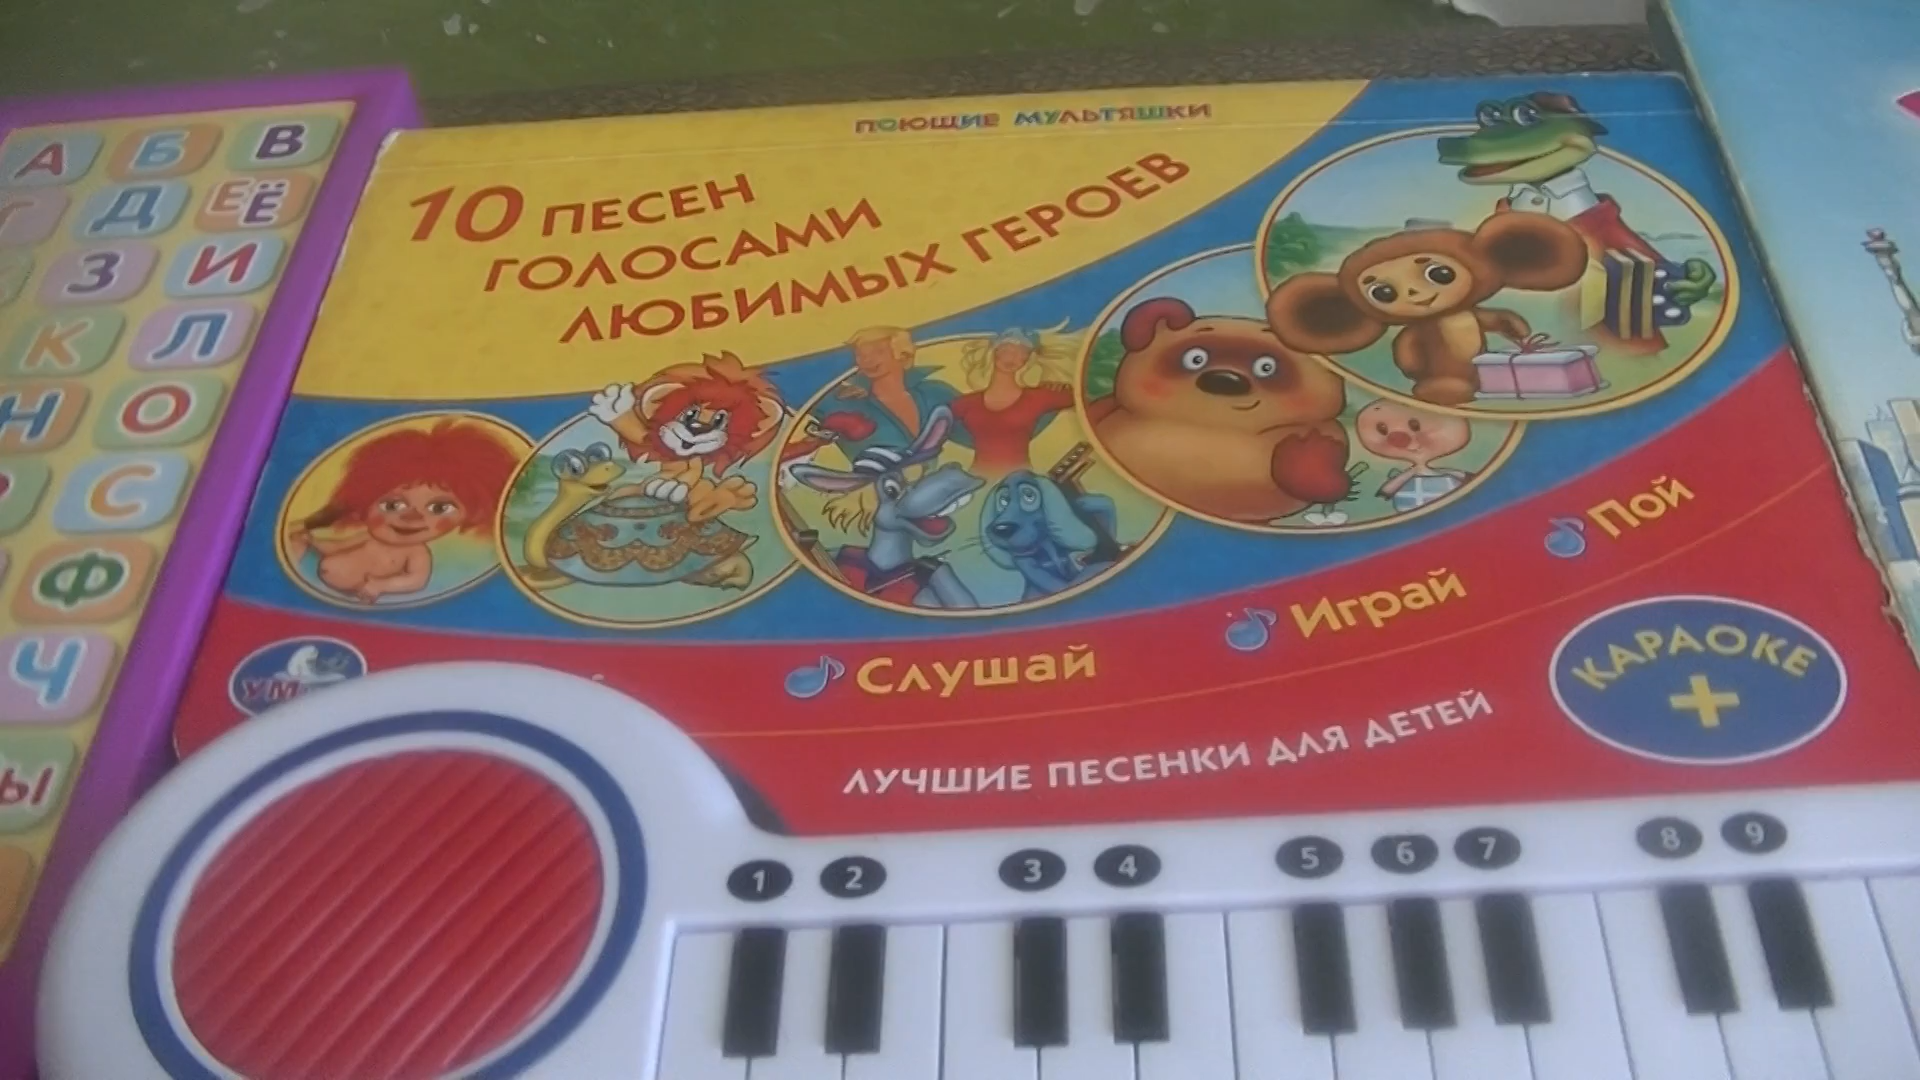 ПОЮЩИЕ МУЛЬТЯШКИ
10 ПЕСЕН
ГОЛОСАМИ
ЛЮБИМЫХ ГЕРОЕВ
Слушай
Играй
Пой
КАРАОКЕ
+
ЛУЧШИЕ ПЕСЕНКИ ДЛЯ ДЕТЕЙ
1 2 3 4 5 6 7 8 9
А Б В
Г Д ЕЁ
З И
К Л
Н О
С
Ф
Ч
Ы